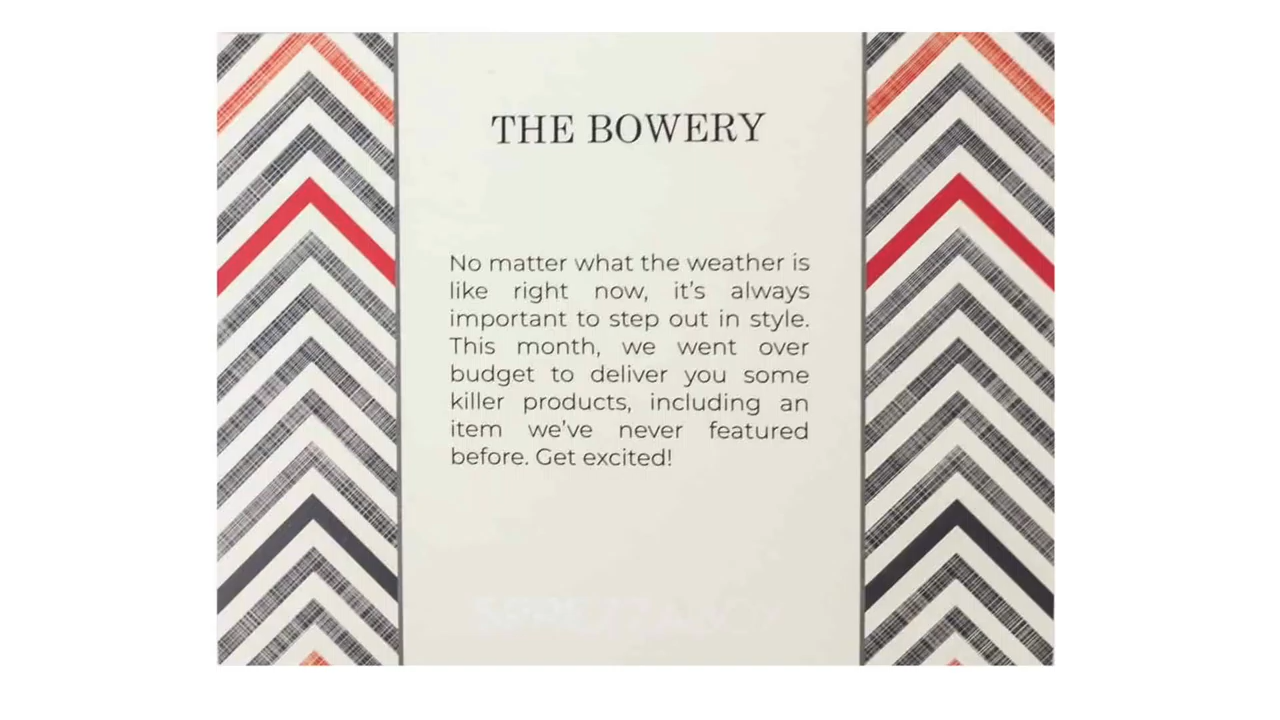 THE BOWERY
No matter what the weather is
like right now, it's always
important to step out in style.
This month, we went over
budget to deliver you some
killer products, including an
item we've never featured
before. Get excited!